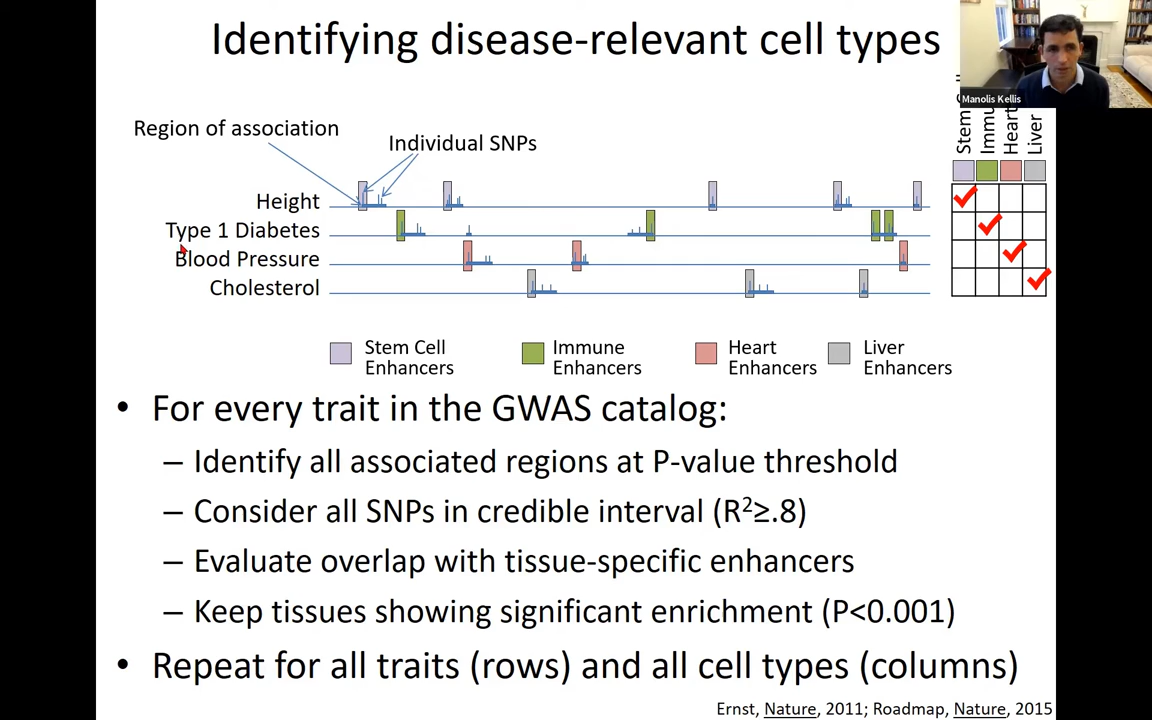 Identifying disease-relevant cell types
Manolis Kellis
Region of association
Individual SNPs
Stem
Immu
Heart
Liver
Height
Type 1 Diabetes
Blood Pressure
Cholesterol
Stem Cell
Enhancers
Immune
Enhancers
Heart
Enhancers
Liver
Enhancers
• For every trait in the GWAS catalog:
– Identify all associated regions at P-value threshold
– Consider all SNPs in credible interval (R²≥.8)
– Evaluate overlap with tissue-specific enhancers
– Keep tissues showing significant enrichment (P<0.001)
• Repeat for all traits (rows) and all cell types (columns)
Ernst, Nature, 2011; Roadmap, Nature, 2015